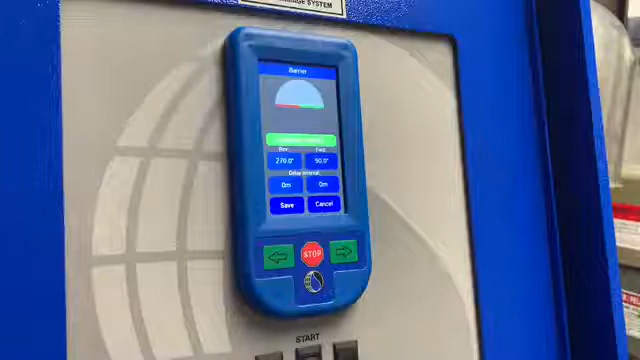 SYSTEM
Barrier
Rev Fwd
270.0° 90.0°
Delay Interval
0m 0m
Save Cancel
STOP
START